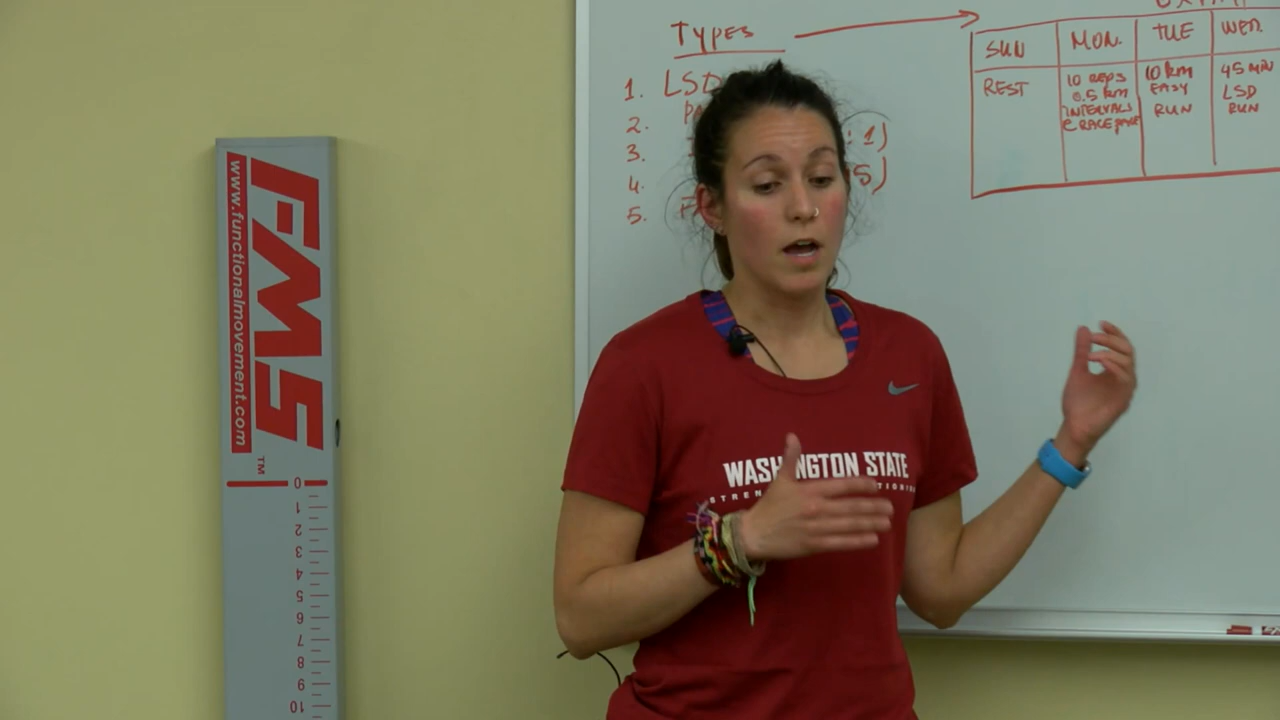 FMS
www.functionalmovement.com
TM
0
1
2
3
4
5
6
7
8
9
10
TYPES
1. LSD
2.
3. :1)
4. S)
5.
SUN
MON.
TUE
WED.
REST
10 REPS
0.5 km
INTERVALS
@ RACE PACE
10 km
EASY
RUN
45 MIN
LSD
RUN
WASHINGTON STATE